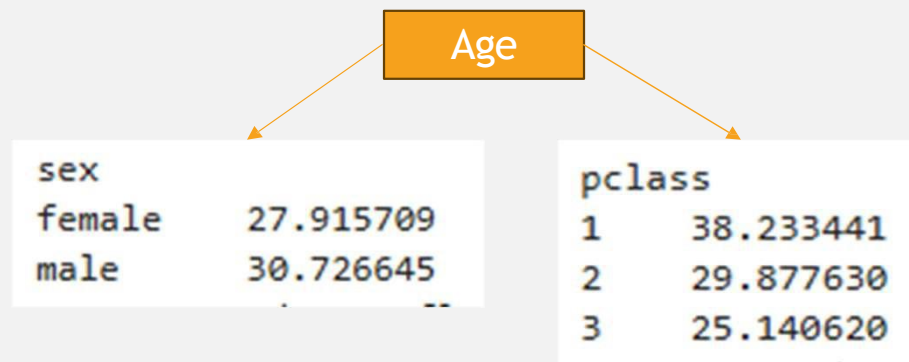 Age
sex
female 27.915709
male 30.726645
pclass
1 38.233441
2 29.877630
3 25.140620